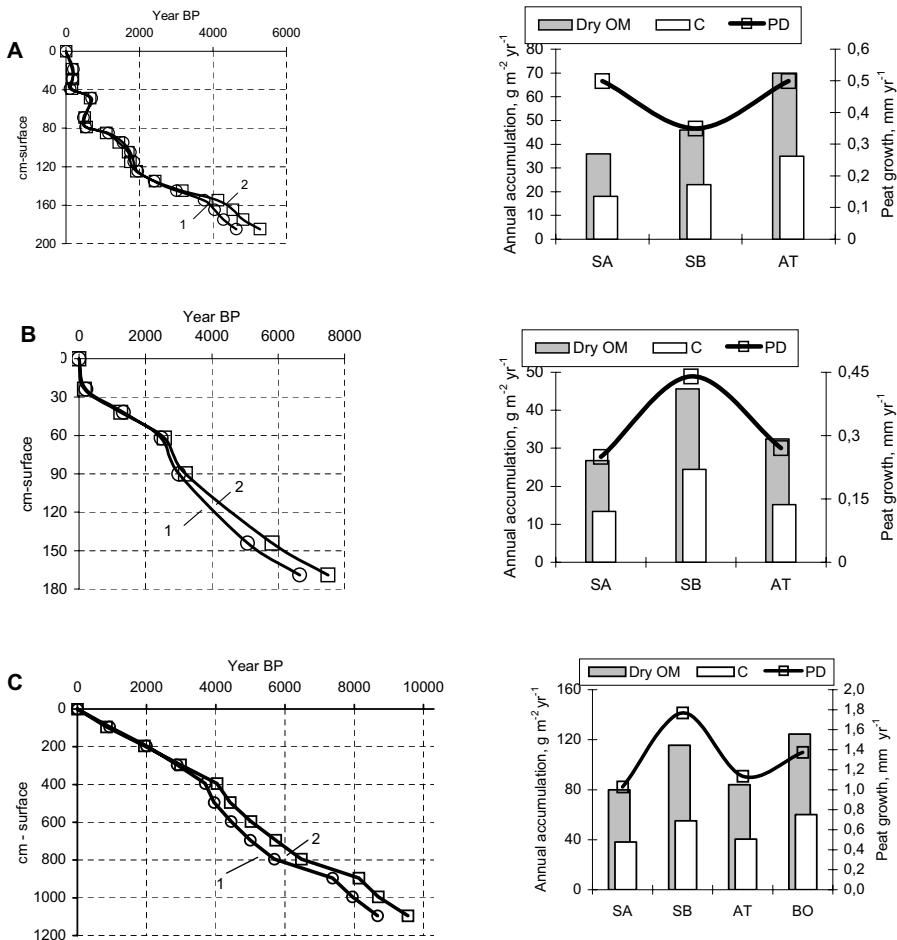 A
Year BP
0 2000 4000 6000
cm-surface
0
40
80
120
160
200
1
2
Dry OM C PD
Annual accumulation, g m-2 yr-1
80
70
60
50
40
30
20
10
0
Peat growth, mm yr-1
0,6
0,5
0,4
0,3
0,2
0,1
0
SA SB AT
B
Year BP
0 2000 4000 6000 8000
cm-surface
0
30
60
90
120
150
180
2
1
Dry OM C PD
Annual accumulation, g m-2 yr-1
50
40
30
20
10
0
Peat growth, mm yr-1
0,45
0,3
0,15
0
SA SB AT
C
Year BP
0 2000 4000 6000 8000 10000
cm - surface
0
200
400
600
800
1000
1200
2
1
Dry OM C PD
Annual accumulation, g m-2 yr-1
160
120
80
40
0
Peat growth, mm yr-1
2,0
1,8
1,6
1,4
1,2
1,0
0,8
0,6
0,4
0,2
0,0
SA SB AT BO